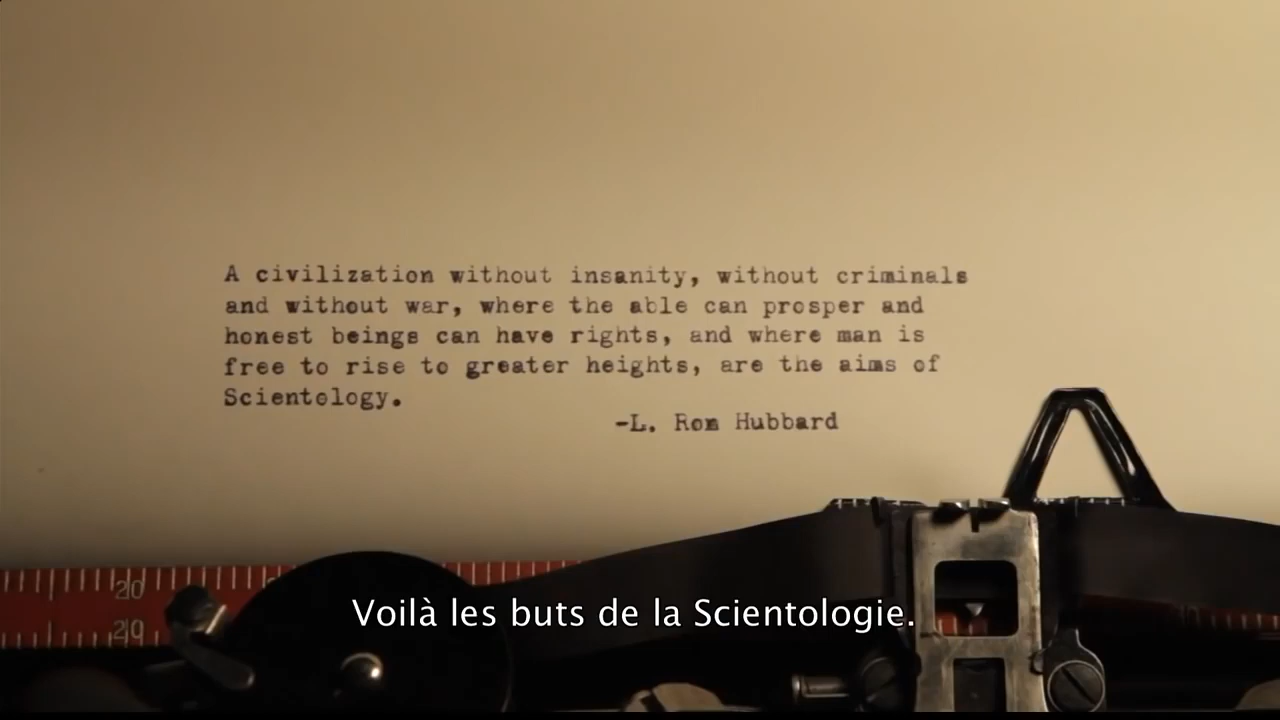 A civilization without insanity, without criminals
and without war, where the able can prosper and
honest beings can have rights, and where man is
free to rise to greater heights, are the aims of
Scientology.
-L. Ron Hubbard
20
20
Voilà les buts de la Scientologie.